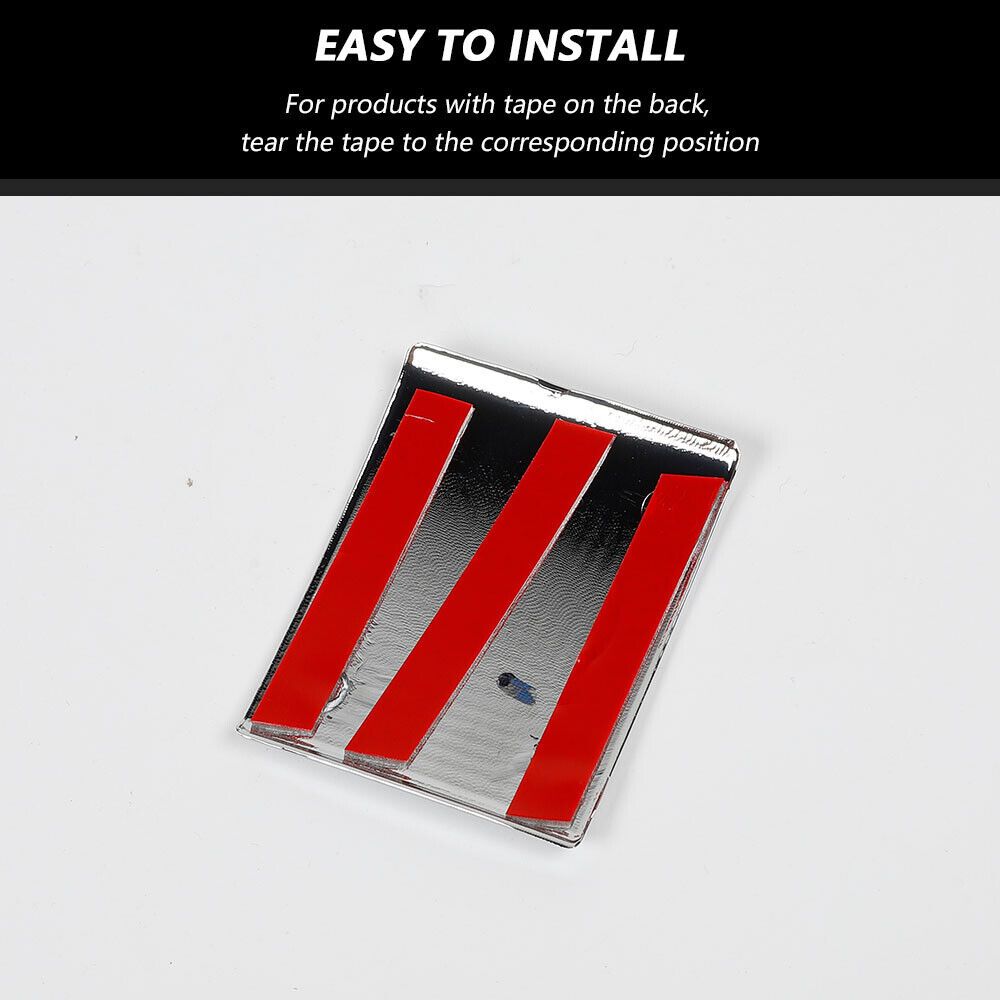 EASY TO INSTALL
For products with tape on the back,
tear the tape to the corresponding position